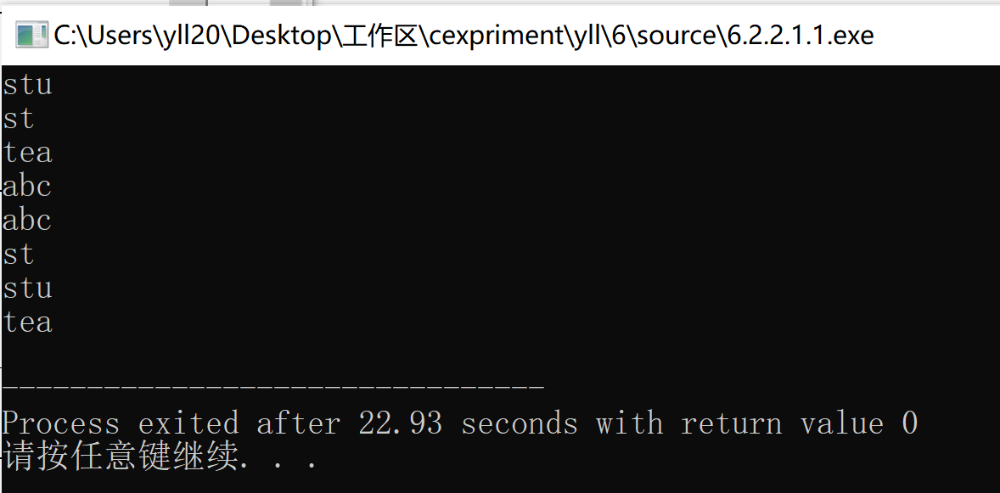 C:\Users\yll20\Desktop\工作区\cexpriment\yll\6\source\6.2.2.1.1.exe
stu
st
tea
abc
abc
st
stu
tea
--------------------------------
Process exited after 22.93 seconds with return value 0
请按任意键继续. . .